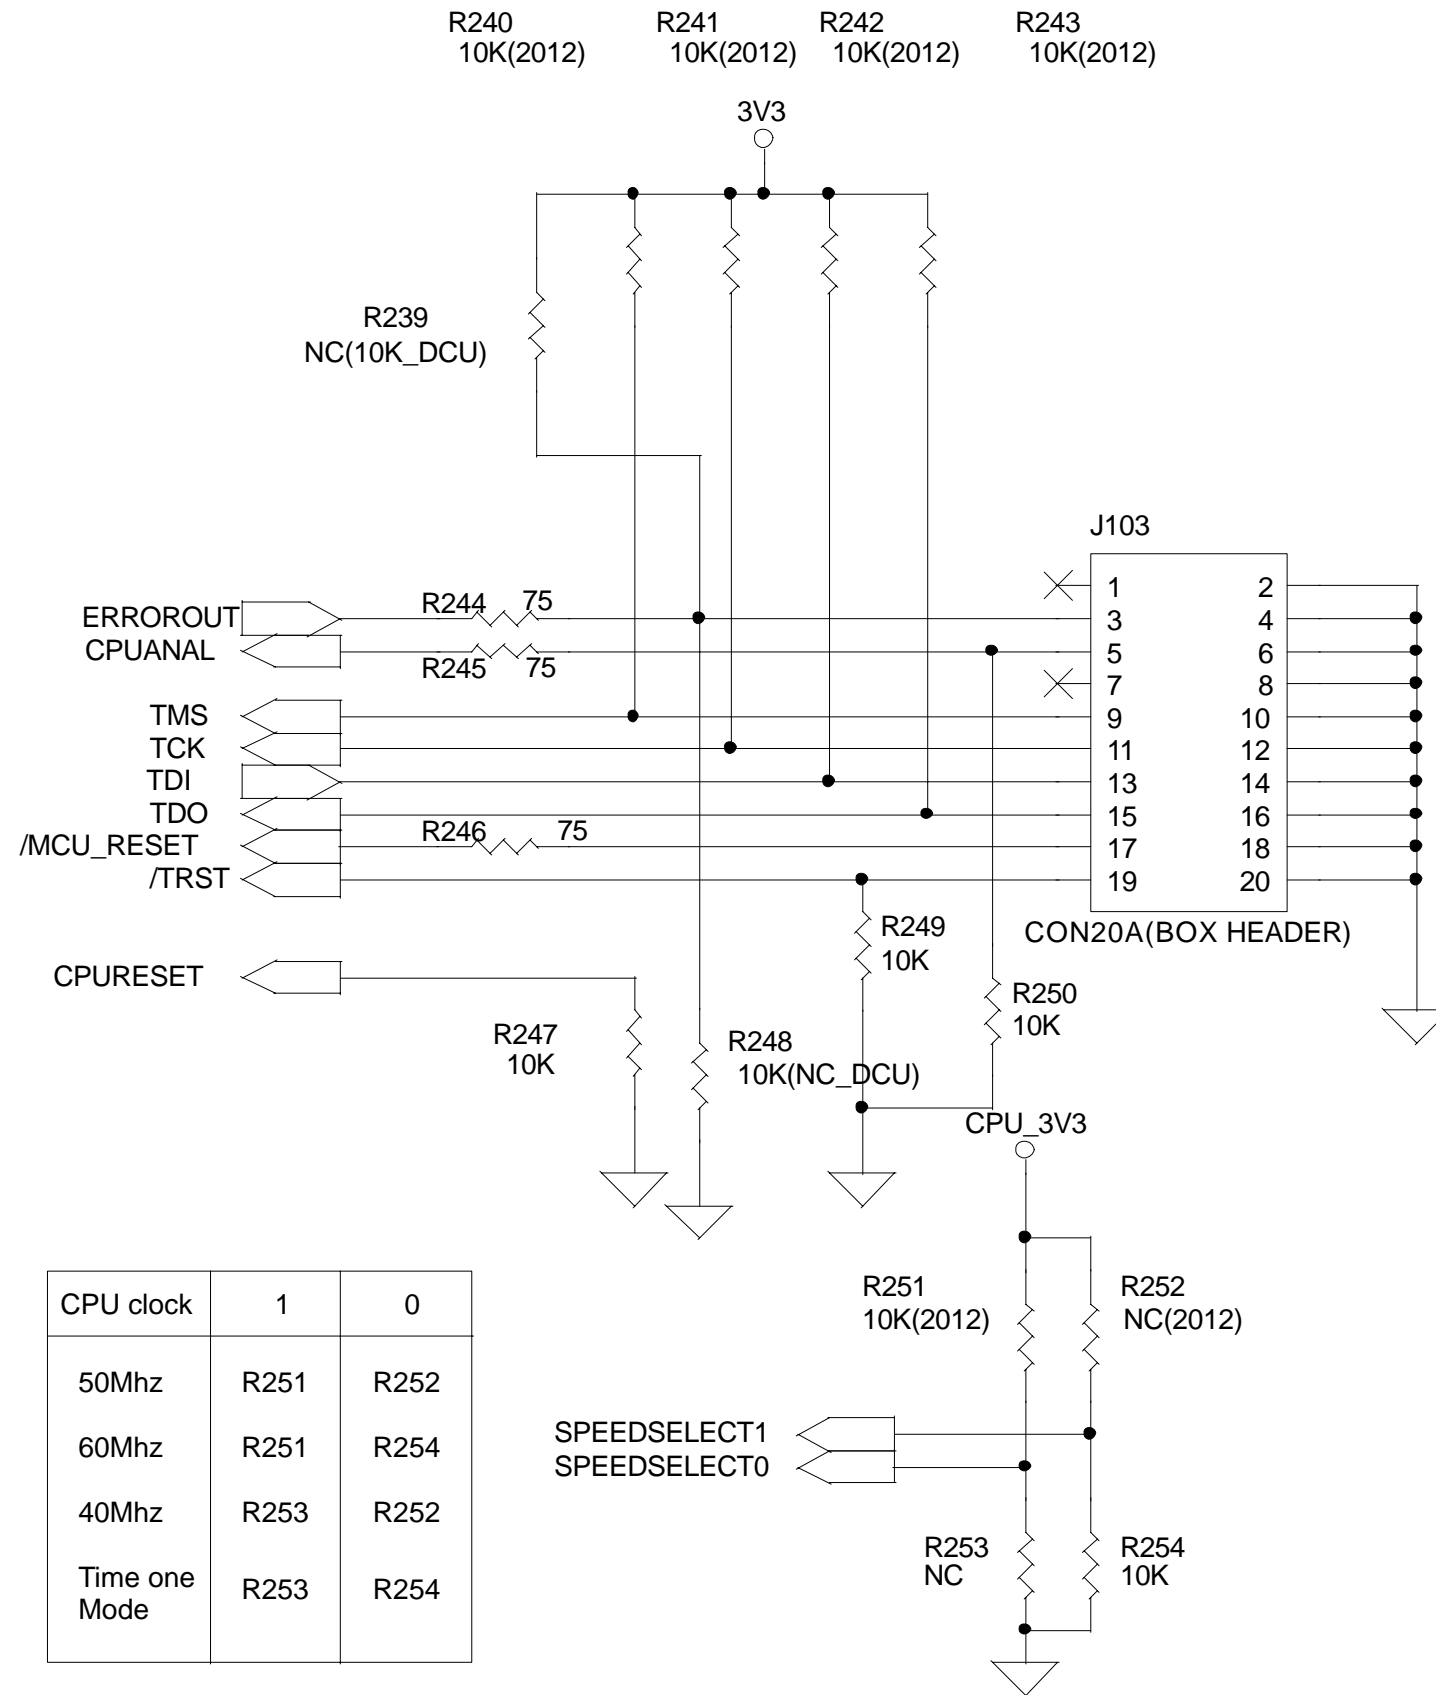 R240
10K(2012)
R241
10K(2012)
R242
10K(2012)
R243
10K(2012)
3V3
R239
NC(10K_DCU)
J103
1 2
3 4
5 6
7 8
9 10
11 12
13 14
15 16
17 18
19 20
CON20A(BOX HEADER)
ERROROUT
R244 75
CPUANAL
R245 75
TMS
TCK
TDI
TDO
/MCU_RESET
R246 75
/TRST
R249
10K
CPURESET
R250
10K
R247
10K
R248
10K(NC_DCU)
CPU_3V3
R251
10K(2012)
R252
NC(2012)
SPEEDSELECT1
SPEEDSELECT0
R253
NC
R254
10K
CPU clock 1 0
50Mhz R251 R252
60Mhz R251 R254
40Mhz R253 R252
Time one
Mode R253 R254